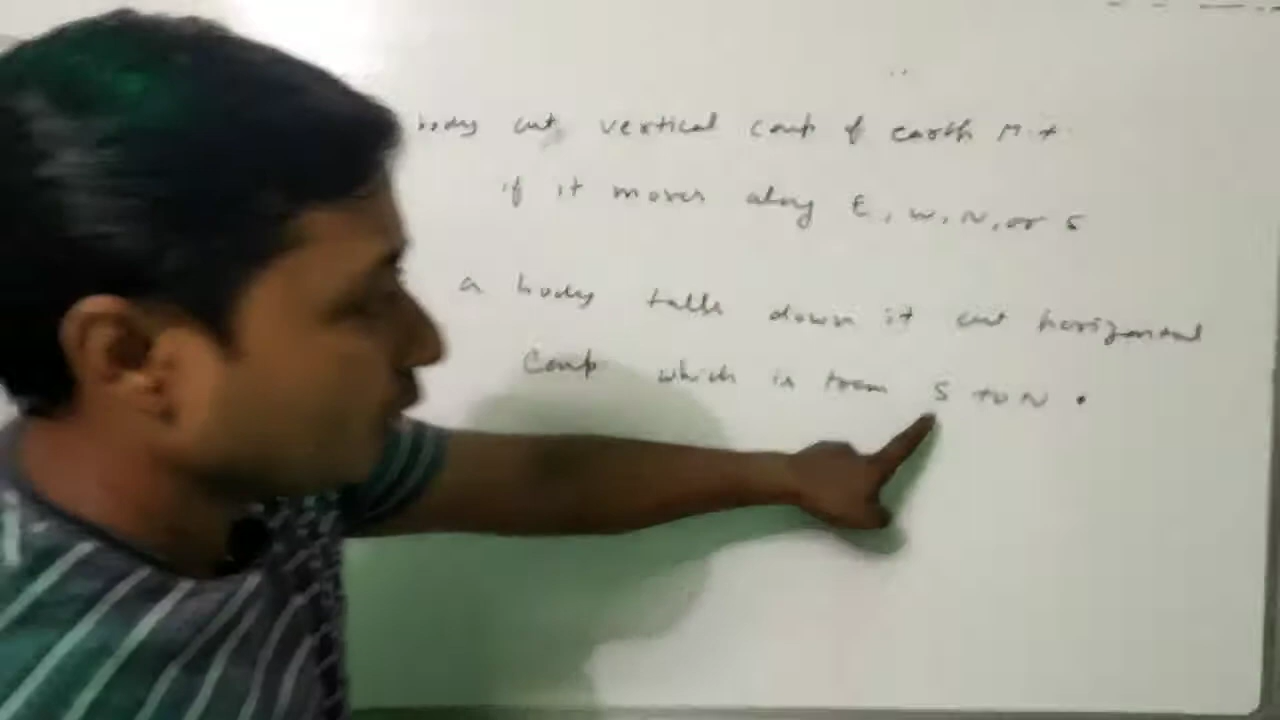 body cut vertical comp of earth M.f.
if it moves along E, W, N, or S
a body falls down it cut horizontal
Comp which is from S to N .